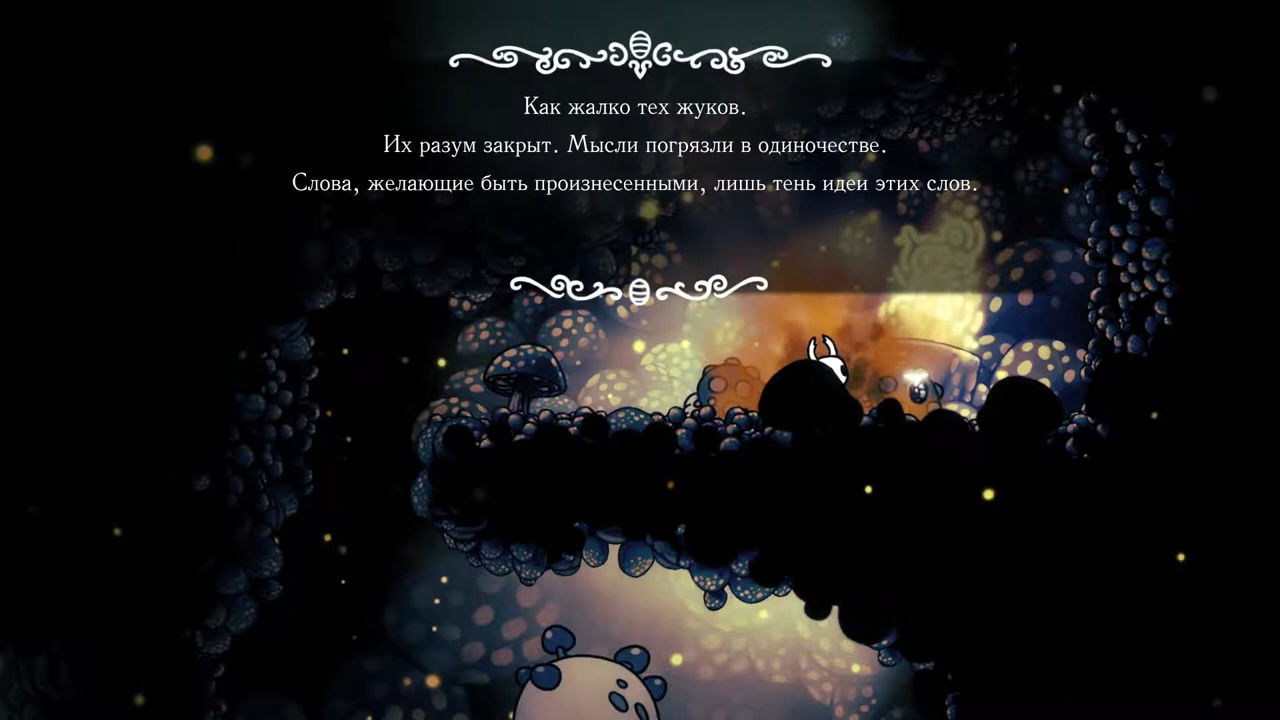 Как жалко тех жуков.
Их разум закрыт. Мысли погрязли в одиночестве.
Слова, желающие быть произнесенными, лишь тень идеи этих слов.